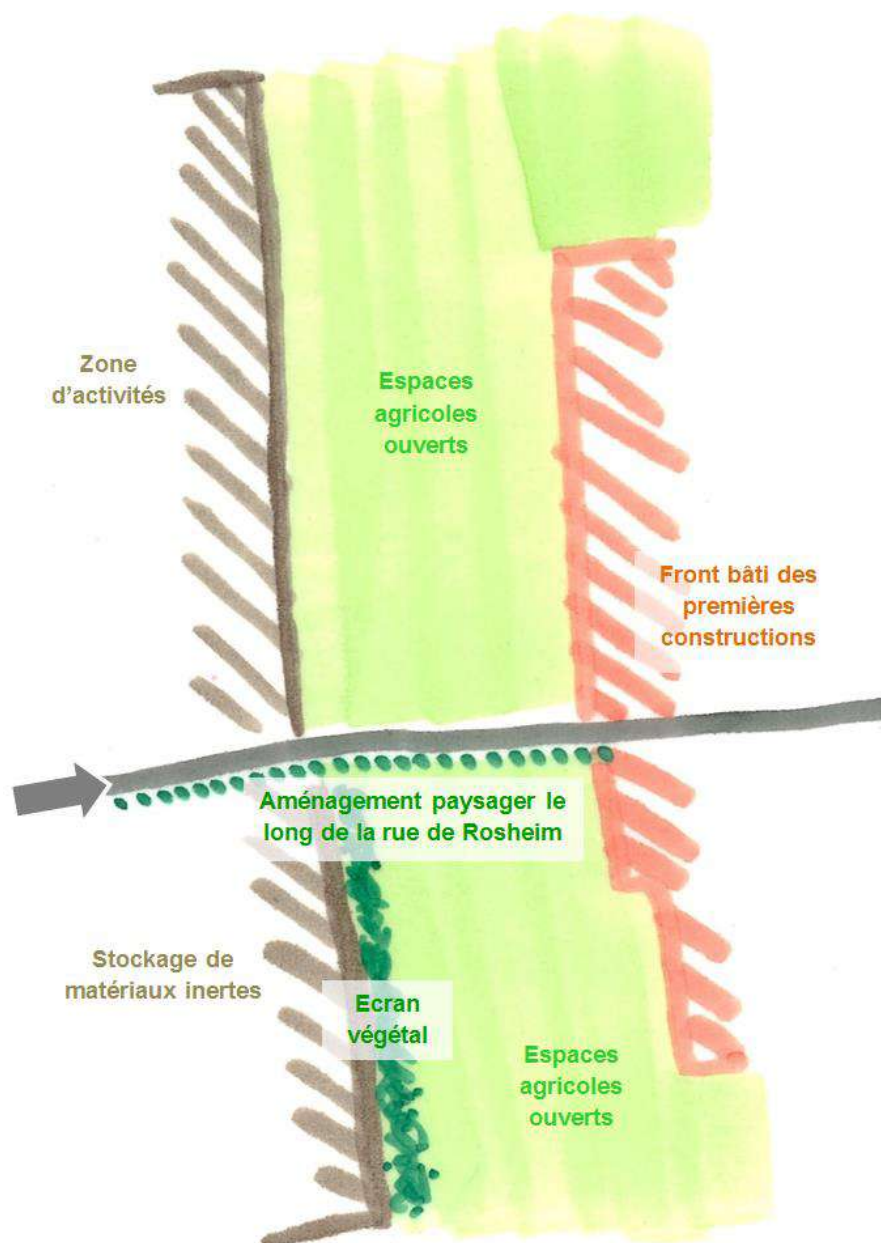 Zone
d'activités
Espaces
agricoles
ouverts
Front bâti des
premières
constructions
Aménagement paysager le
long de la rue de Rosheim
Stockage de
matériaux inertes
Ecran
végétal
Espaces
agricoles
ouverts